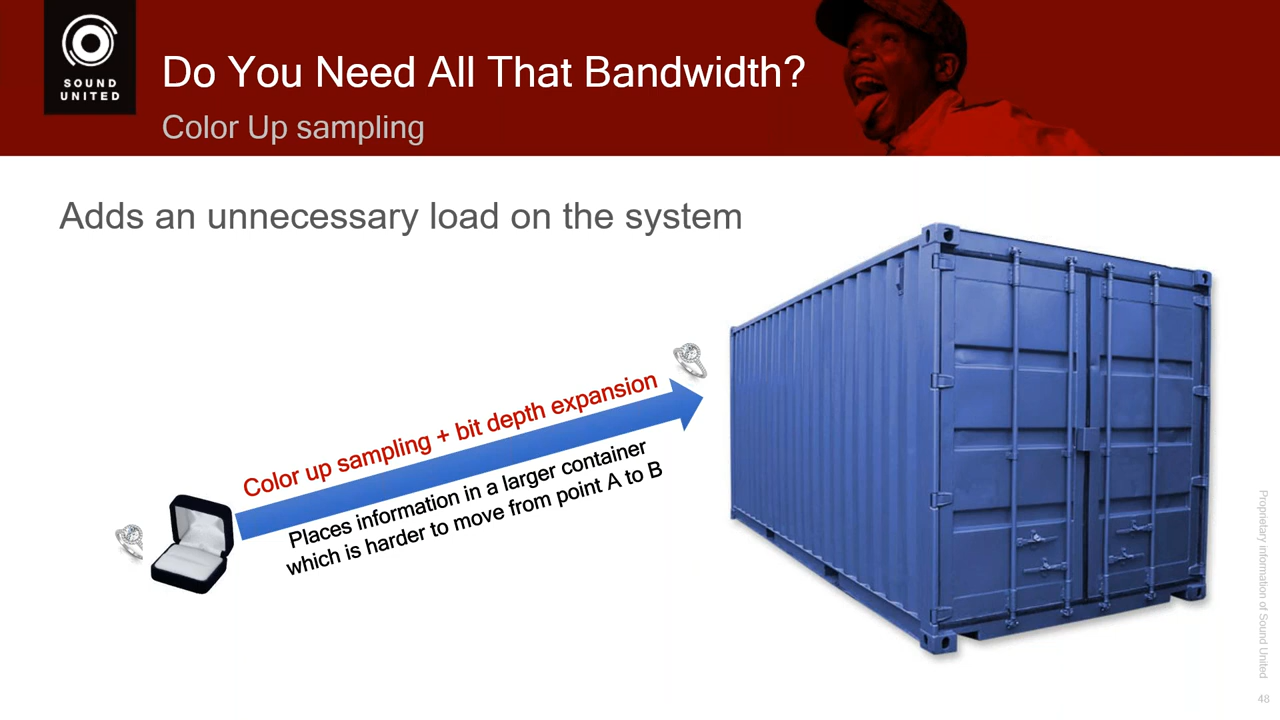 SOUND
UNITED
Do You Need All That Bandwidth?
Color Up sampling
Adds an unnecessary load on the system
Color up sampling + bit depth expansion
Places information in a larger container
which is harder to move from point A to B
Proprietary information of Sound United
48